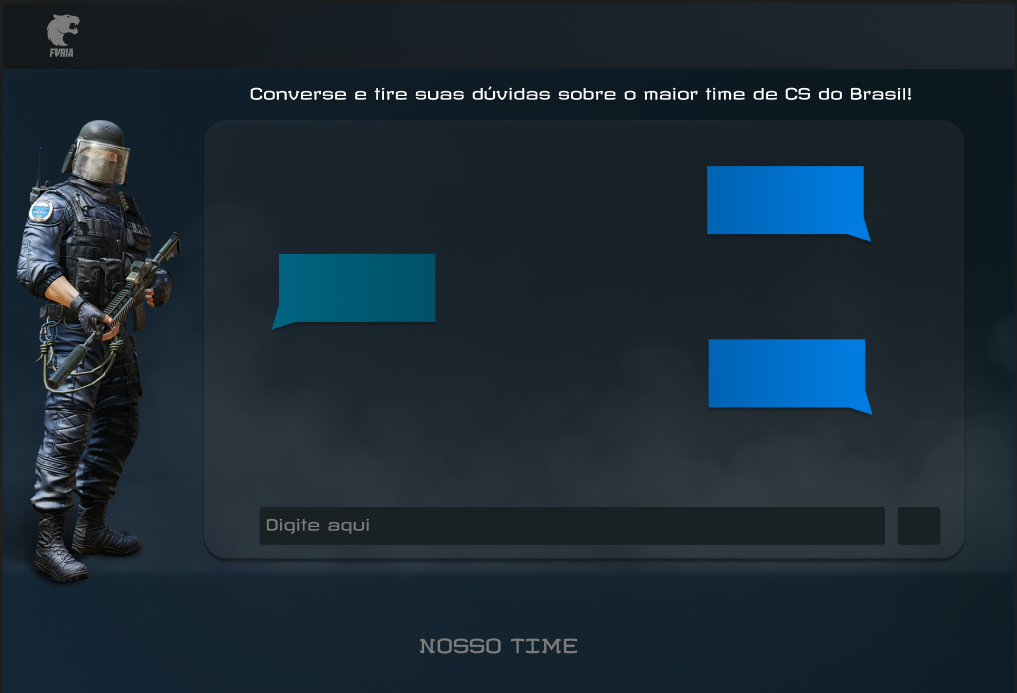 FVRIA
Converse e tire suas dúvidas sobre o maior time de CS do Brasil!
Digite aqui
NOSSO TIME